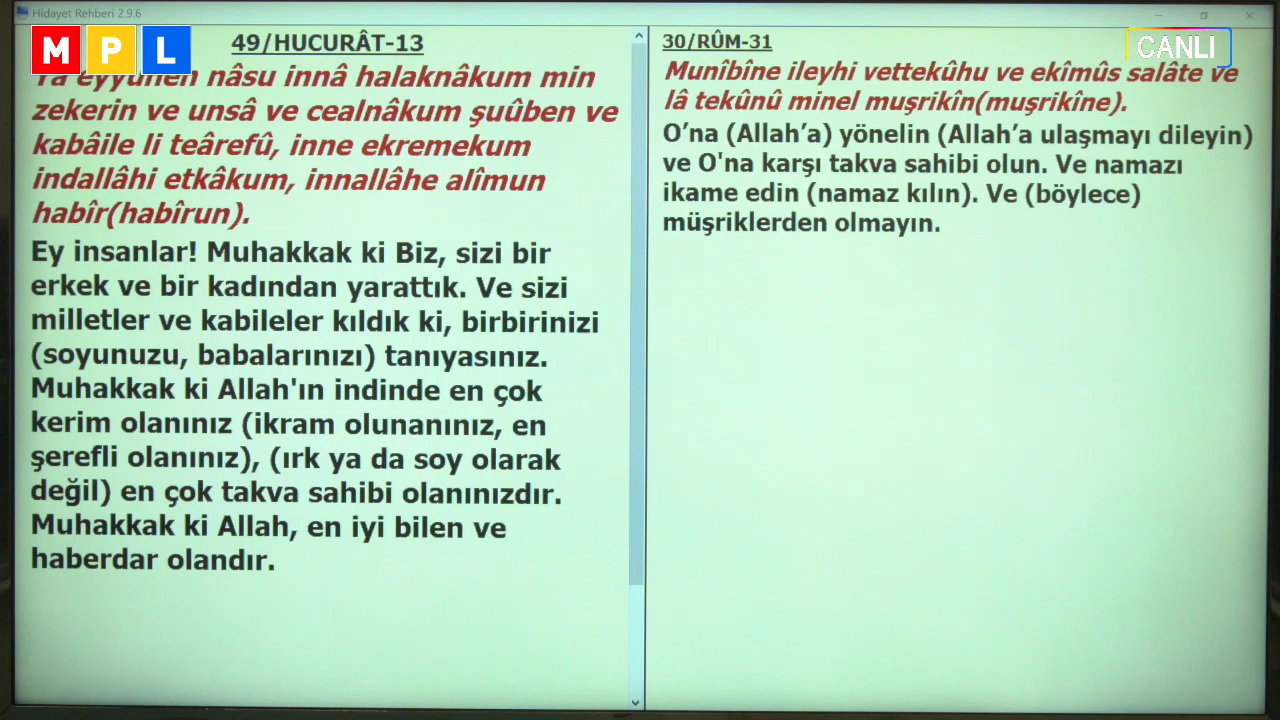 Hidayet Rehberi 2.9.6
M P L
CANLI
49/HUCURÂT-13
Yâ eyyuhen nâsu innâ halaknâkum min
zekerin ve unsâ ve cealnâkum şuûben ve
kabâile li teârefû, inne ekremekum
indallâhi etkâkum, innallâhe alîmun
habîr(habîrun).
Ey insanlar! Muhakkak ki Biz, sizi bir
erkek ve bir kadından yarattık. Ve sizi
milletler ve kabileler kıldık ki, birbirinizi
(soyunuzu, babalarınızı) tanıyasınız.
Muhakkak ki Allah'ın indinde en çok
kerim olanınız (ikram olunanınız, en
şerefli olanınız), (ırk ya da soy olarak
değil) en çok takva sahibi olanınızdır.
Muhakkak ki Allah, en iyi bilen ve
haberdar olandır.
30/RÛM-31
Munîbîne ileyhi vettekûhu ve ekîmûs salâte ve
lâ tekûnû minel muşrikîn(muşrikîne).
O’na (Allah’a) yönelin (Allah’a ulaşmayı dileyin)
ve O'na karşı takva sahibi olun. Ve namazı
ikame edin (namaz kılın). Ve (böylece)
müşriklerden olmayın.